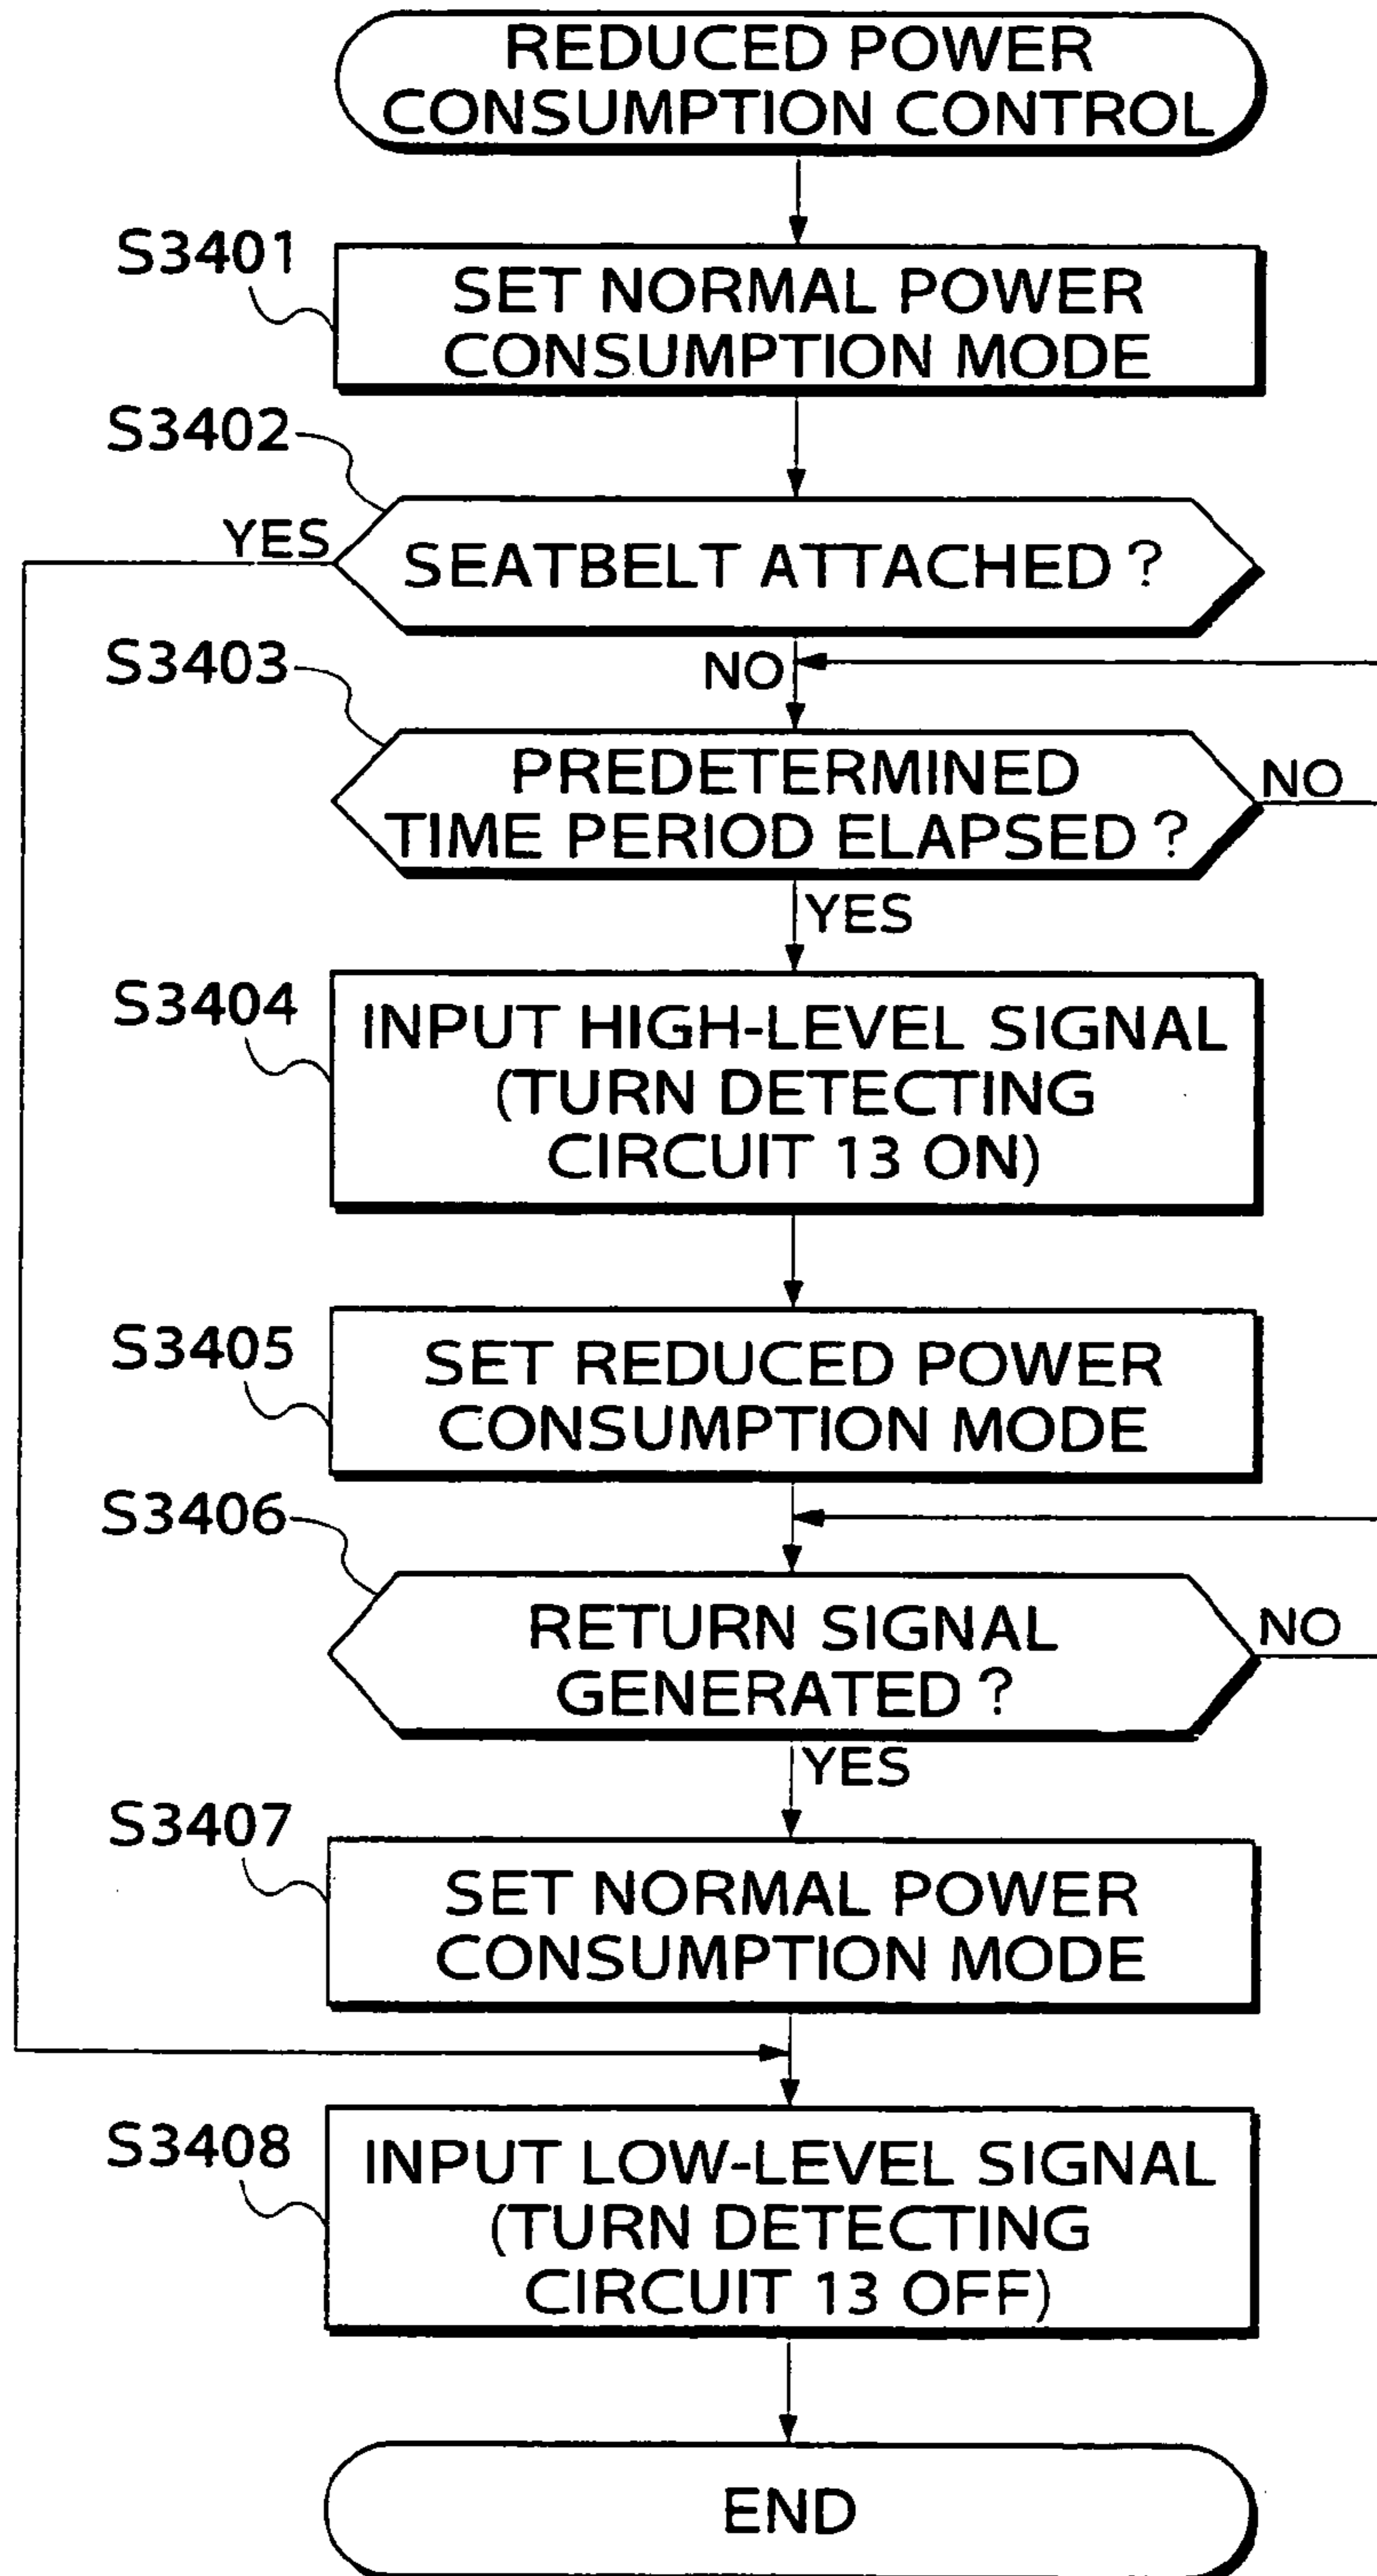 REDUCED POWER
CONSUMPTION CONTROL
S3401
SET NORMAL POWER
CONSUMPTION MODE
S3402
YES
SEATBELT ATTACHED ?
S3403
NO
PREDETERMINED
TIME PERIOD ELAPSED ?
NO
YES
S3404
INPUT HIGH-LEVEL SIGNAL
(TURN DETECTING
CIRCUIT 13 ON)
S3405
SET REDUCED POWER
CONSUMPTION MODE
S3406
RETURN SIGNAL
GENERATED ?
NO
YES
S3407
SET NORMAL POWER
CONSUMPTION MODE
S3408
INPUT LOW-LEVEL SIGNAL
(TURN DETECTING
CIRCUIT 13 OFF)
END